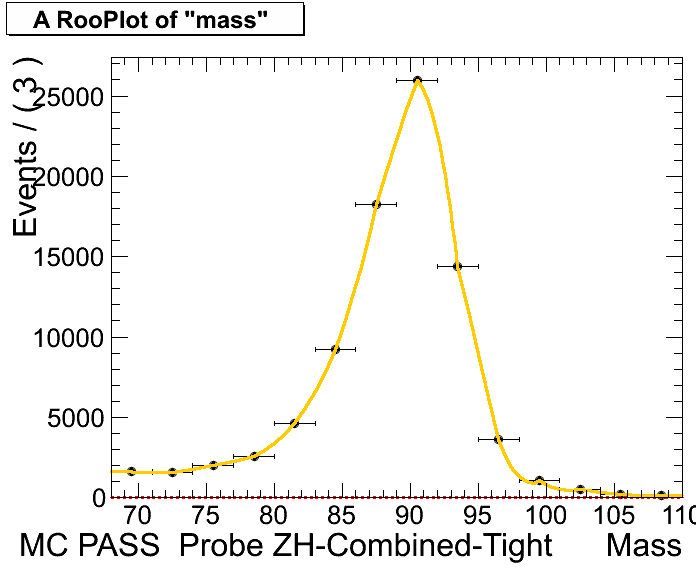 A RooPlot of "mass"
Events / ( 3 )
25000
20000
15000
10000
5000
0
70 75 80 85 90 95 100 105 110
MC PASS Probe ZH-Combined-Tight Mass